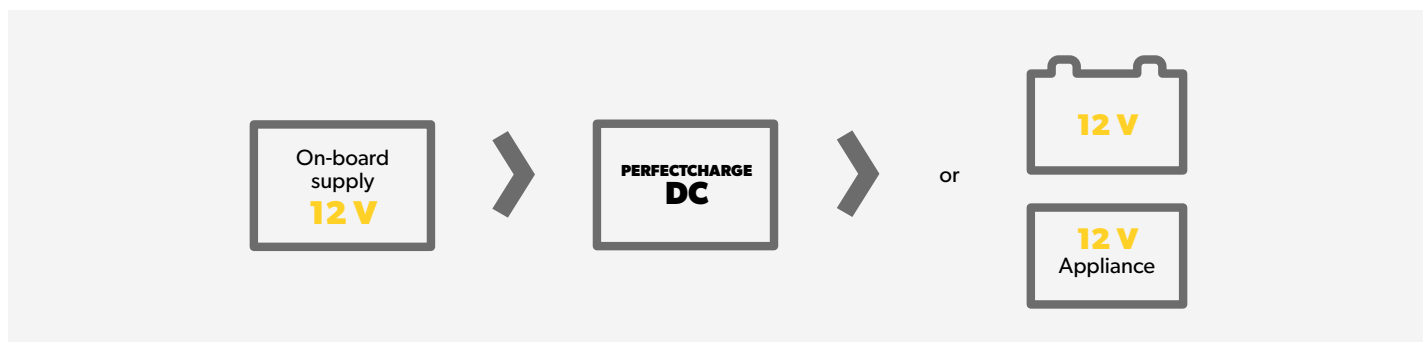 On-board
supply
12 V
PERFECTCHARGE
DC
or
12 V
12 V
Appliance